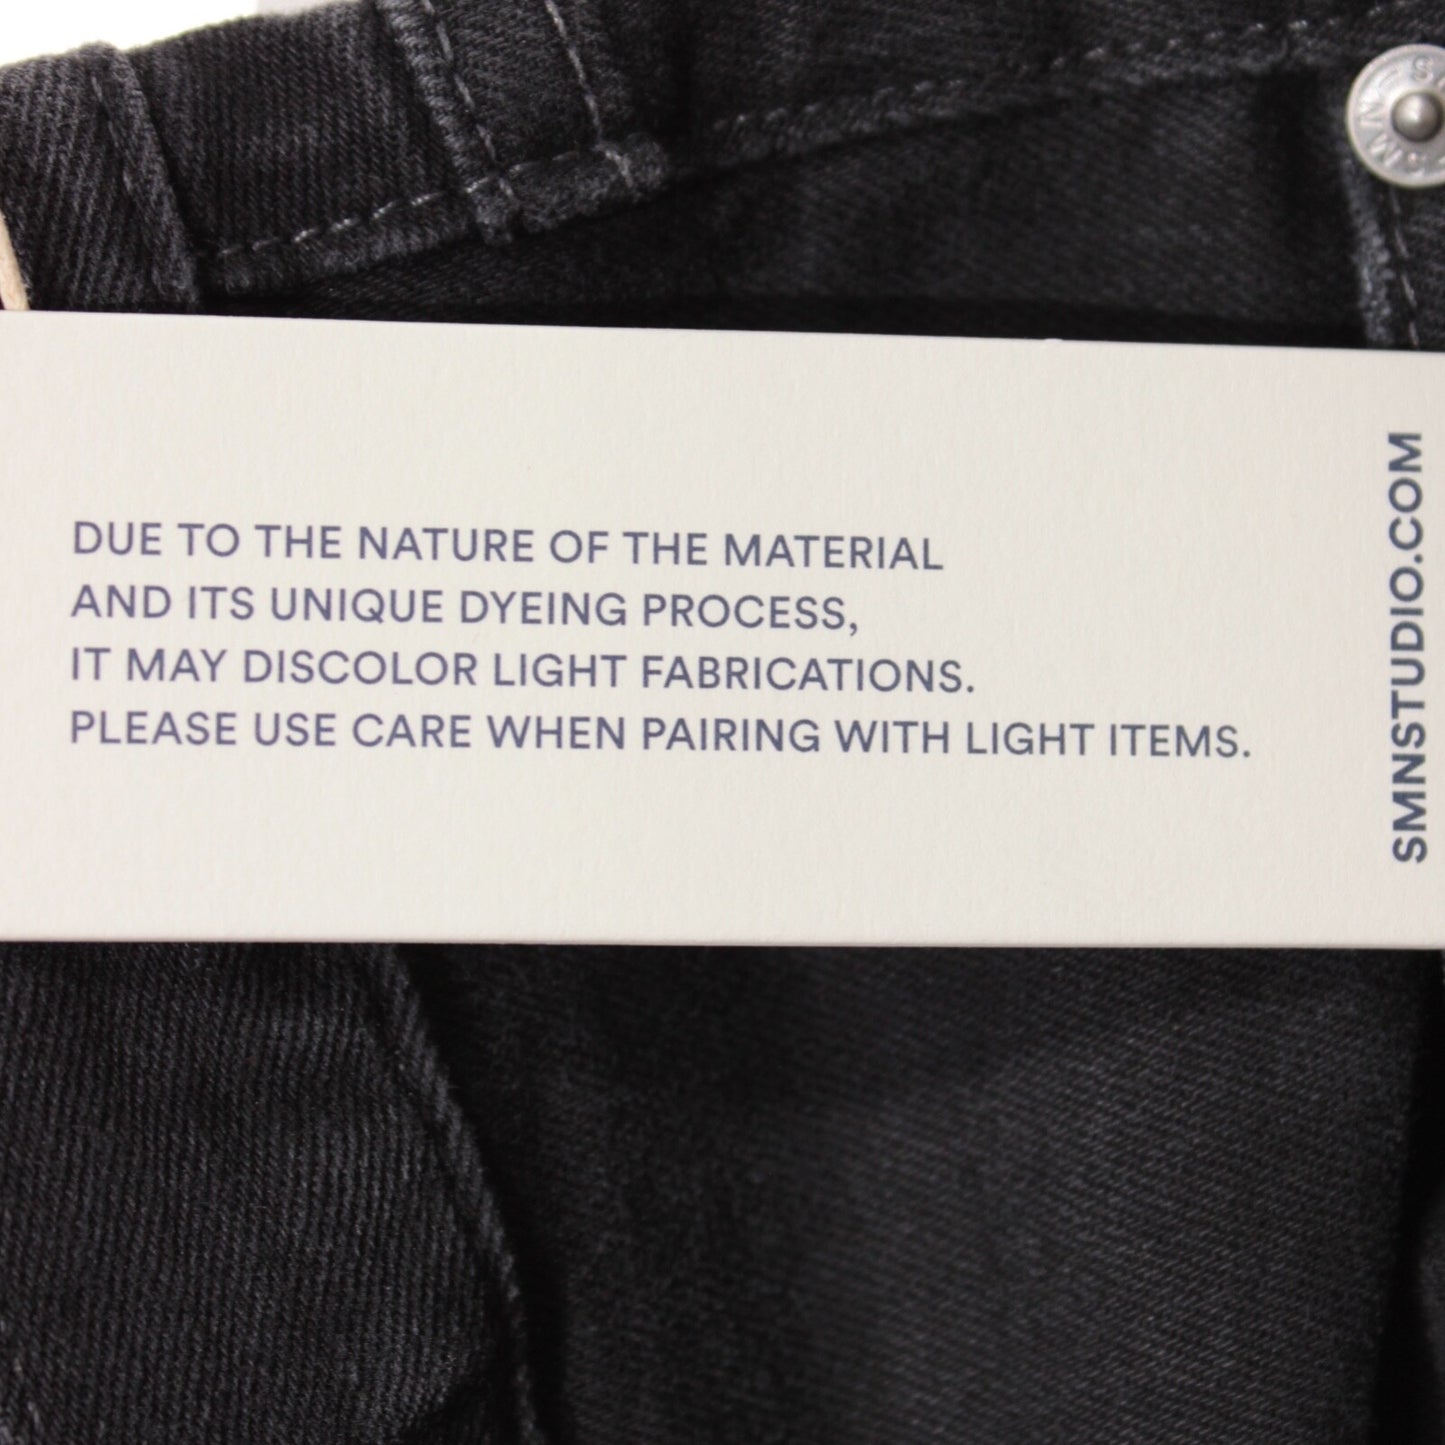 DUE TO THE NATURE OF THE MATERIAL
AND ITS UNIQUE DYEING PROCESS,
IT MAY DISCOLOR LIGHT FABRICATIONS.
PLEASE USE CARE WHEN PAIRING WITH LIGHT ITEMS.
SMNSTUDIO.COM